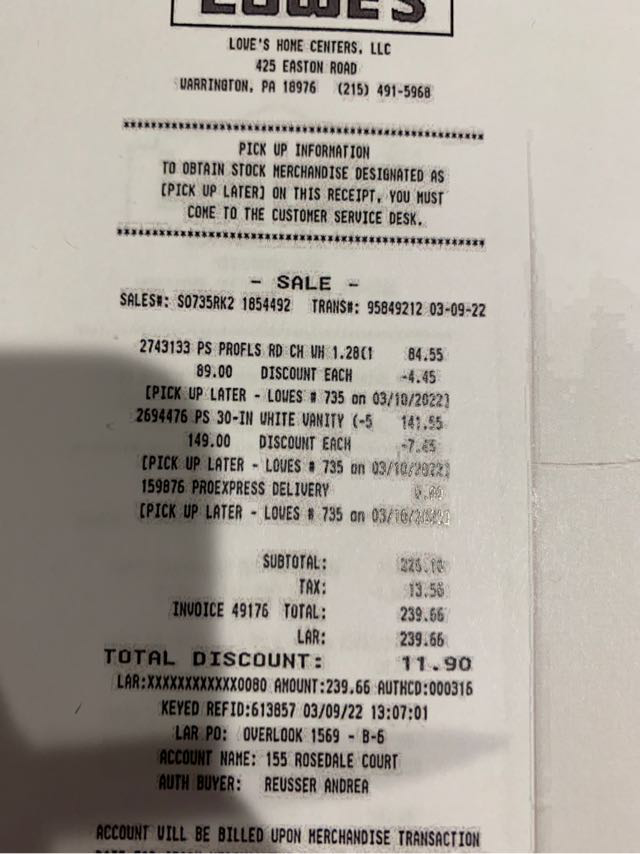 LOWE'S
LOWE'S HOME CENTERS, LLC
425 EASTON ROAD
WARRINGTON, PA 18976 (215) 491-5968
************************************************
PICK UP INFORMATION
TO OBTAIN STOCK MERCHANDISE DESIGNATED AS
[PICK UP LATER] ON THIS RECEIPT, YOU MUST
COME TO THE CUSTOMER SERVICE DESK.
************************************************
- SALE -
SALES#: S0735RK2 1854492 TRANS#: 95849212 03-09-22
2743133 PS PROFLS RD CH WH 1.28(1 84.55
89.00 DISCOUNT EACH -4.45
[PICK UP LATER - LOWES # 735 on 03/10/2022]
2694476 PS 30-IN WHITE VANITY (-5 141.55
149.00 DISCOUNT EACH -7.45
[PICK UP LATER - LOWES # 735 on 03/10/2022]
159876 PROEXPRESS DELIVERY 0.00
[PICK UP LATER - LOWES # 735 on 03/10/2022]
SUBTOTAL: 226.10
TAX: 13.56
INVOICE 49176 TOTAL: 239.66
LAR: 239.66
TOTAL DISCOUNT: 11.90
LAR:XXXXXXXXXXXX0080 AMOUNT:239.66 AUTHCD:000316
KEYED REFID:613857 03/09/22 13:07:01
LAR PO: OVERLOOK 1569 - B-6
ACCOUNT NAME: 155 ROSEDALE COURT
AUTH BUYER: REUSSER ANDREA
ACCOUNT WILL BE BILLED UPON MERCHANDISE TRANSACTION